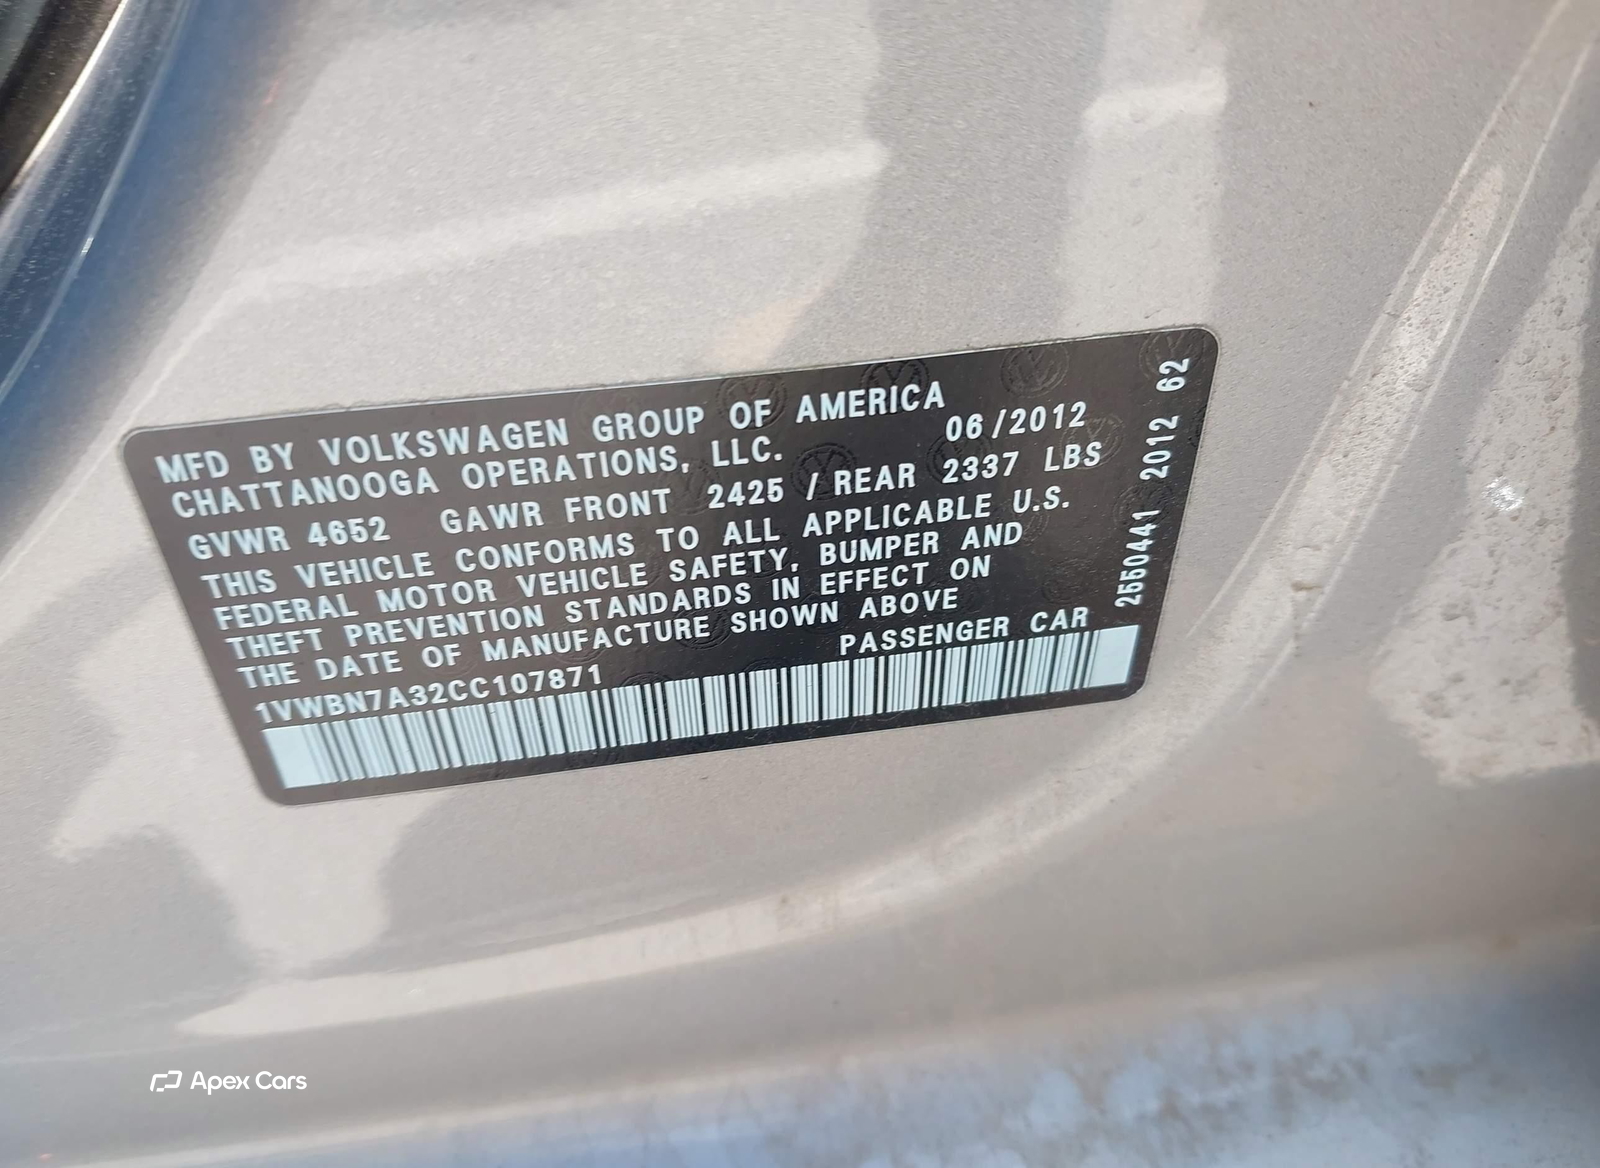 MFD BY VOLKSWAGEN GROUP OF AMERICA
CHATTANOOGA OPERATIONS, LLC. 06/2012
GVWR 4652 GAWR FRONT 2425 / REAR 2337 LBS
THIS VEHICLE CONFORMS TO ALL APPLICABLE U.S.
FEDERAL MOTOR VEHICLE SAFETY, BUMPER AND
THEFT PREVENTION STANDARDS IN EFFECT ON
THE DATE OF MANUFACTURE SHOWN ABOVE
1VWBN7A32CC107871 PASSENGER CAR
2550441 2012 62
Apex Cars